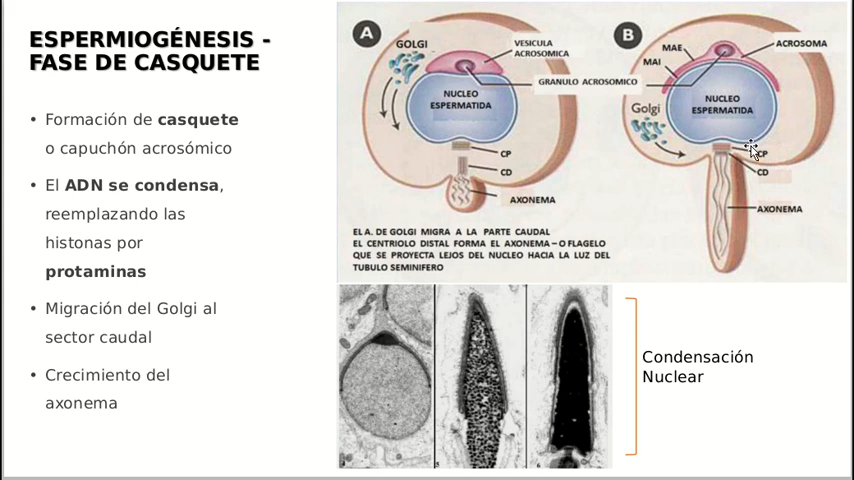 ESPERMIOGÉNESIS -
FASE DE CASQUETE
• Formación de casquete
o capuchón acrosómico
• El ADN se condensa,
reemplazando las
histonas por
protaminas
• Migración del Golgi al
sector caudal
• Crecimiento del
axonema
A
GOLGI
VESICULA
ACROSOMICA
GRANULO ACROSOMICO
NUCLEO
ESPERMATIDA
CP
CD
AXONEMA
B
MAE
MAI
ACROSOMA
NUCLEO
ESPERMATIDA
Golgi
CP
CD
AXONEMA
EL A. DE GOLGI MIGRA A LA PARTE CAUDAL
EL CENTRIOLO DISTAL FORMA EL AXONEMA – O FLAGELO
QUE SE PROYECTA LEJOS DEL NUCLEO HACIA LA LUZ DEL
TUBULO SEMINIFERO
5
6
Condensación
Nuclear